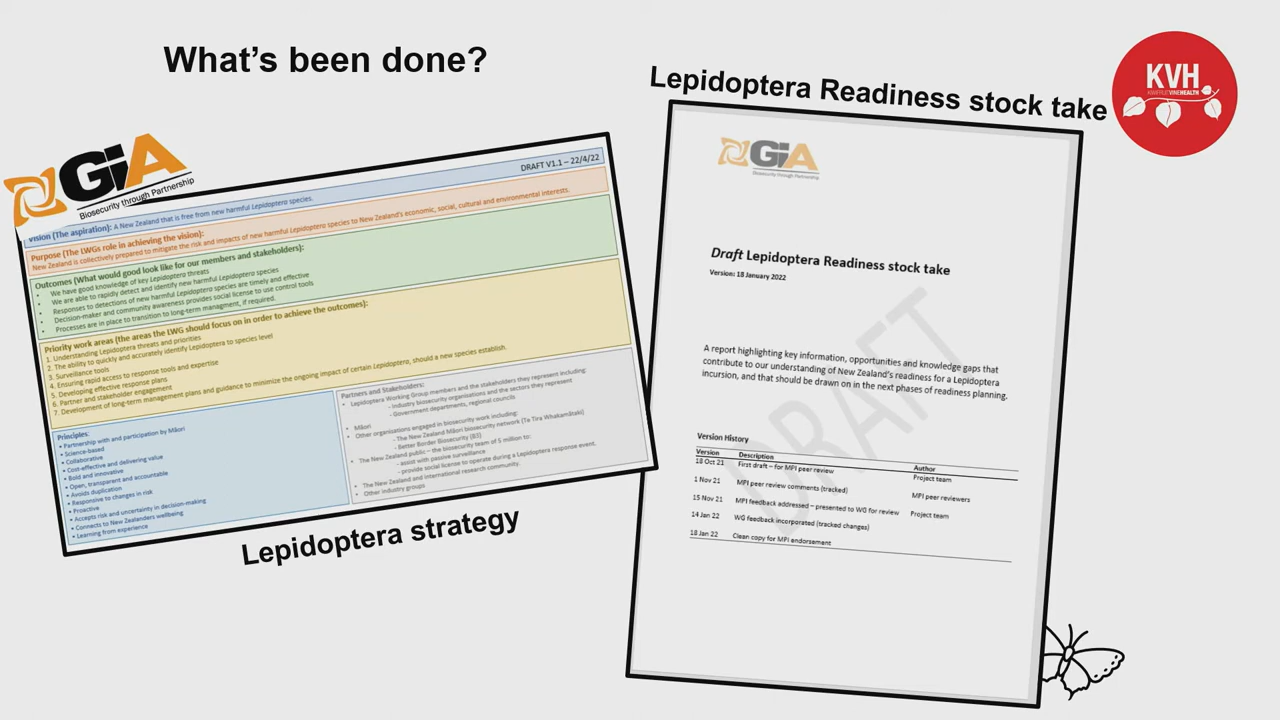 What's been done?
GiA
Biosecurity through Partnership
DRAFT V1.1 – 22/4/22
Vision (The aspiration): A New Zealand that is free from new harmful Lepidoptera species.
Purpose (The LWGs role in achieving the vision):
New Zealand is collectively prepared to mitigate the risk and impacts of new harmful Lepidoptera species to New Zealand's economic, social, cultural and environmental interests.
Outcomes (What would good look like for our members and stakeholders):
• We have good knowledge of key Lepidoptera threats
• We are able to rapidly detect and identify new harmful Lepidoptera species
• Responses to detections of new harmful Lepidoptera species are timely and effective
• Decision-maker and community awareness provides social license to use control tools
• Processes are in place to transition to long-term managment, if required.
Priority work areas (the areas the LWG should focus on in order to achieve the outcomes):
1. Understanding Lepidoptera threats and priorities
2. The ability to quickly and accurately identify Lepidoptera to species level
3. Surveillance tools
4. Ensuring rapid access to response tools and expertise
5. Developing effective response plans
6. Partner and stakeholder engagement
7. Development of long-term management plans and guidance to minimize the ongoing impact of certain Lepidoptera, should a new species establish.
Principles:
• Partnership with and participation by Māori
• Science-based
• Collaborative
• Cost-effective and delivering value
• Bold and innovative
• Open, transparent and accountable
• Avoids duplication
• Responsive to changes in risk
• Proactive
• Accepts risk and uncertainty in decision-making
• Connects to New Zealanders wellbeing
• Learning from experience
Partners and Stakeholders:
• Lepidoptera Working Group members and the stakeholders they represent including:
- Industry biosecurity organizations and the sectors they represent
- Government departments, regional councils
• Māori
• Other organisations engaged in biosecurity work including:
- The New Zealand Māori biosecurity network (Te Tira Whakamātaki)
- Better Border Biosecurity (B3)
• The New Zealand public – the biosecurity team of 5 million to:
- assist with passive surveillance
- provide social license to operate during a Lepidoptera response event.
• The New Zealand and international research community.
• Other industry groups
Lepidoptera strategy
Lepidoptera Readiness stock take
KVH
KIWIFRUIT VINE HEALTH
GiA
Biosecurity through Partnership
Draft Lepidoptera Readiness stock take
Version: 18 January 2022
A report highlighting key information, opportunities and knowledge gaps that
contribute to our understanding of New Zealand's readiness for a Lepidoptera
incursion, and that should be drawn on in the next phases of readiness planning.
DRAFT
Version History
Version Description Author
18 Oct 21 First draft – for MPI peer review Project team
1 Nov 21 MPI peer review comments (tracked) MPI peer reviewers
15 Nov 21 MPI feedback addressed – presented to WG for review Project team
14 Jan 22 WG feedback incorporated (tracked changes)
18 Jan 22 Clean copy for MPI endorsement